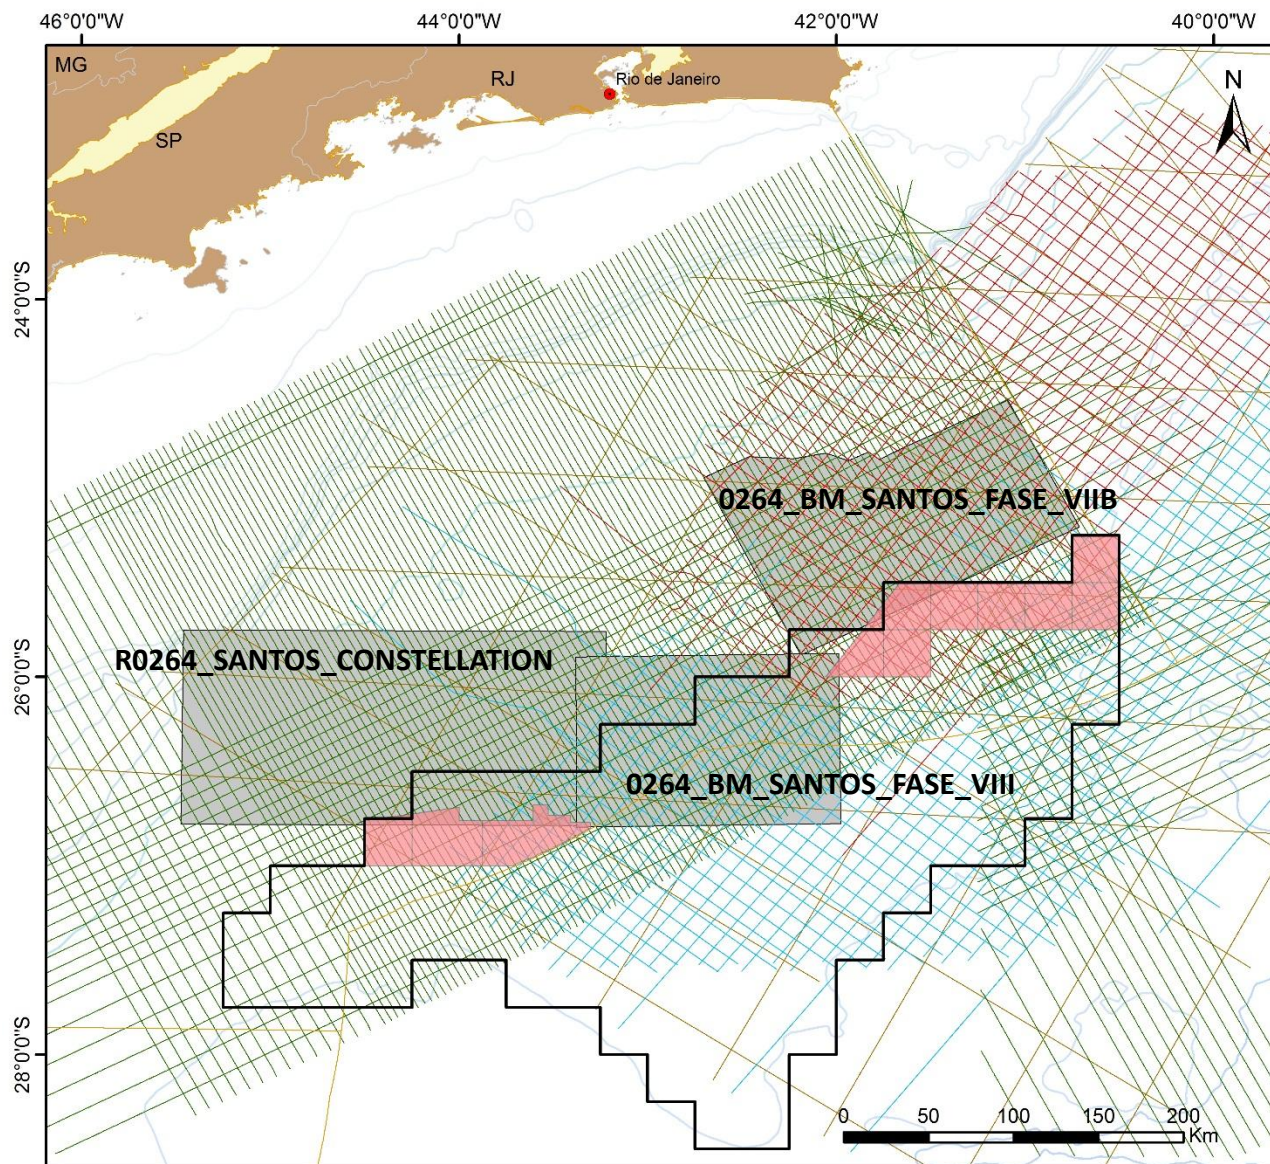 46°0'0"W
44°0'0"W
42°0'0"W
40°0'0"W
MG
RJ
Rio de Janeiro
N
SP
24°0'0"S
0264_BM_SANTOS_FASE_VIIB
R0264_SANTOS_CONSTELLATION
26°0'0"S
0264_BM_SANTOS_FASE_VIII
28°0'0"S
0 50 100 150 200
Km